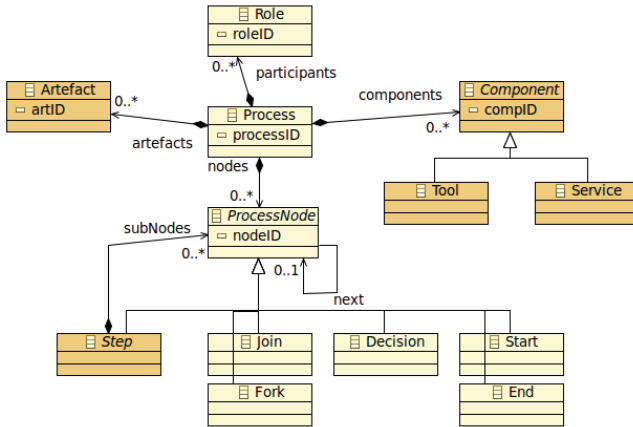 Role
roleID
0..*
participants
Artefact
artID
0..*
artefacts
Process
processID
components
Component
compID
0..*
nodes
0..*
Tool
Service
subNodes
0..*
ProcessNode
nodeID
0..1
next
Step
Join
Decision
Start
Fork
End